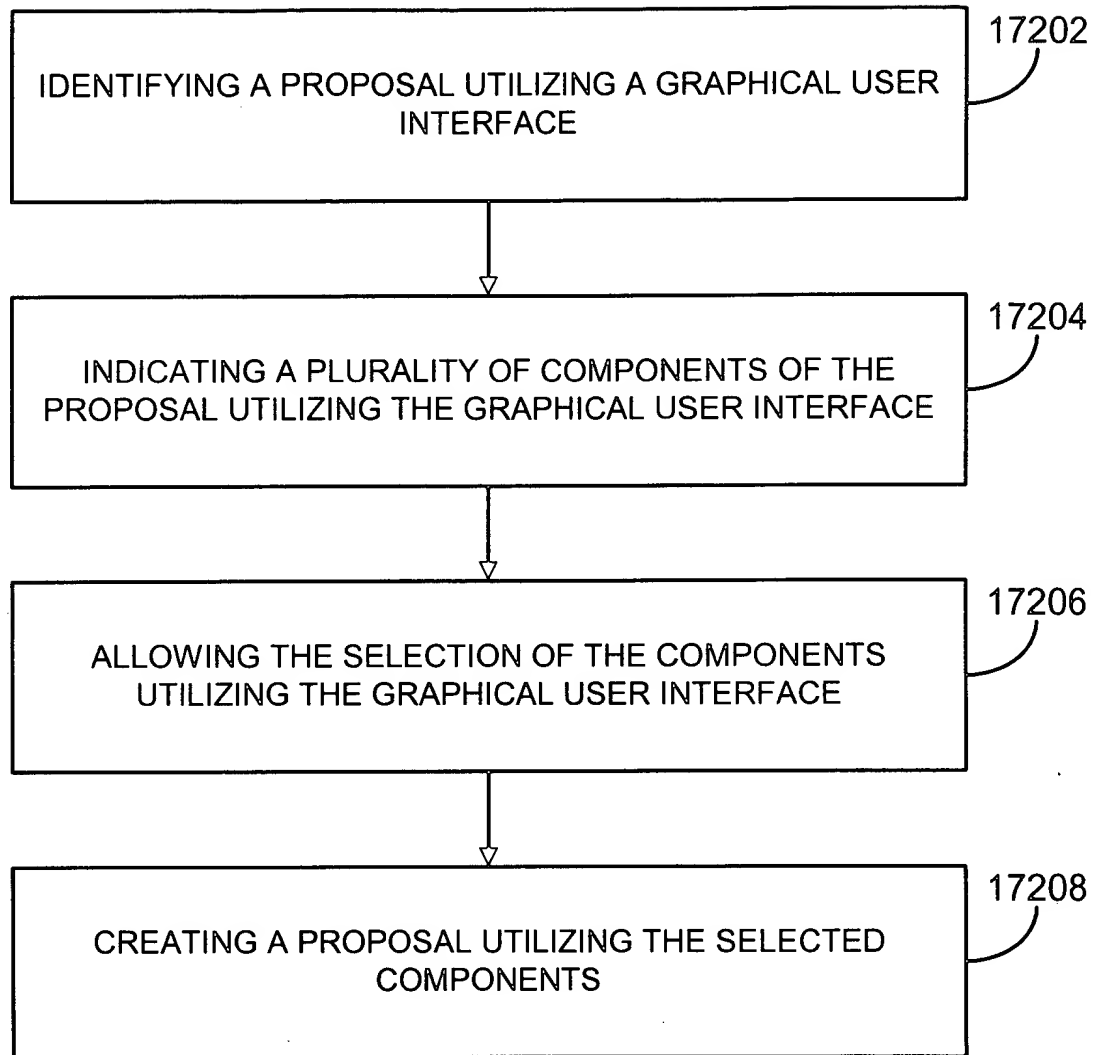 17202
IDENTIFYING A PROPOSAL UTILIZING A GRAPHICAL USER
INTERFACE
17204
INDICATING A PLURALITY OF COMPONENTS OF THE
PROPOSAL UTILIZING THE GRAPHICAL USER INTERFACE
17206
ALLOWING THE SELECTION OF THE COMPONENTS
UTILIZING THE GRAPHICAL USER INTERFACE
17208
CREATING A PROPOSAL UTILIZING THE SELECTED
COMPONENTS